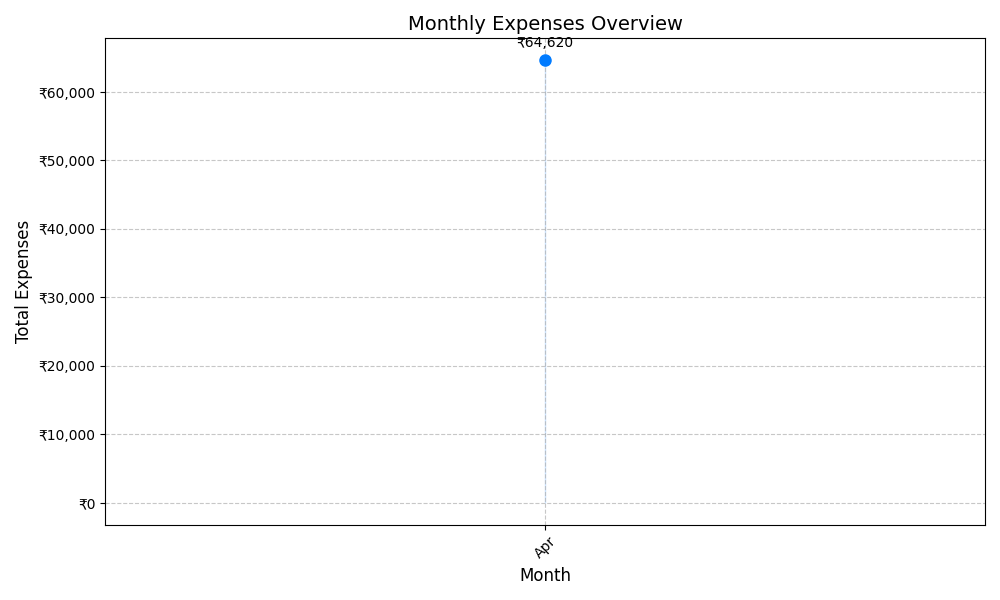 Monthly Expenses Overview
₹64,620
₹60,000
₹50,000
₹40,000
₹30,000
₹20,000
₹10,000
₹0
Total Expenses
Apr
Month